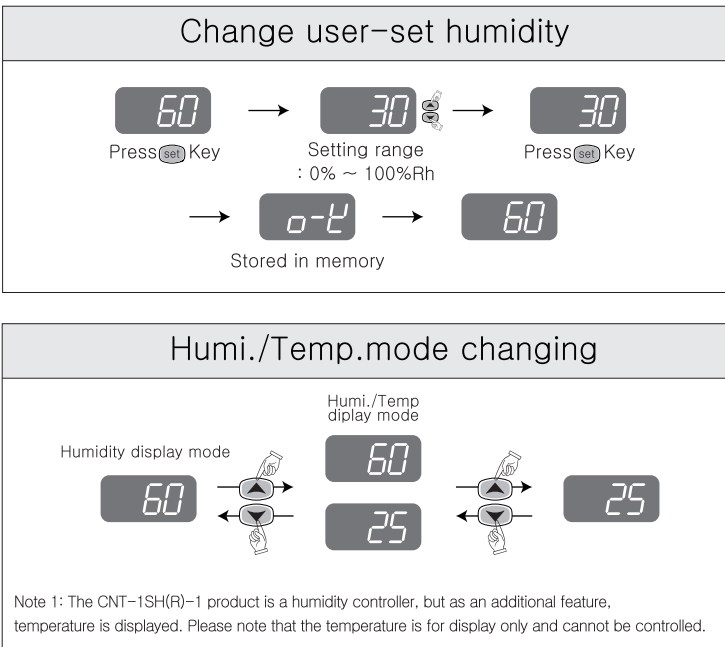 Change user-set humidity
60 → 30 → 30
Press set Key Setting range Press set Key
: 0% ~ 100%Rh
→ o-k → 60
Stored in memory
Humi./Temp.mode changing
Humi./Temp
diplay mode
Humidity display mode
60
60
25
25
Note 1: The CNT-1SH(R)-1 product is a humidity controller, but as an additional feature,
temperature is displayed. Please note that the temperature is for display only and cannot be controlled.